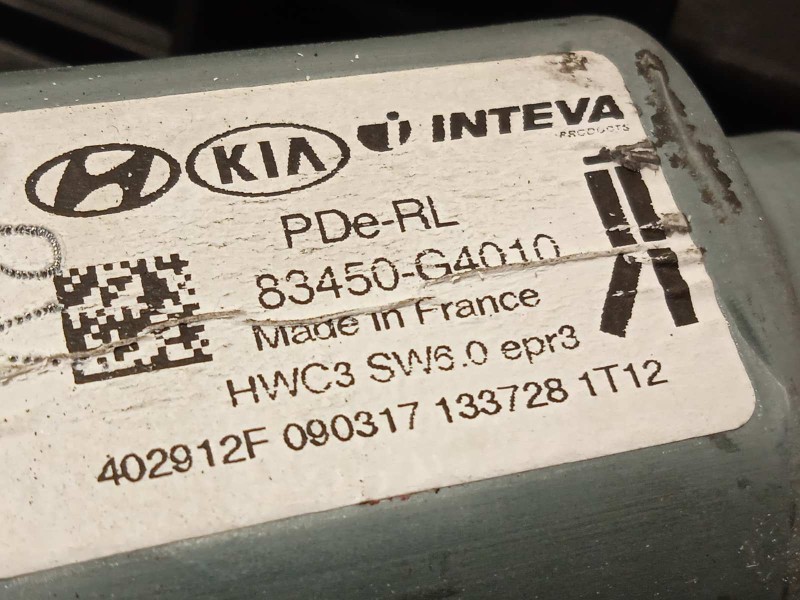 KIA INTEVA
PRODUCTS
PDe-RL
83450-G4010
Made in France
HWC3 SW6.0 epr3
402912F 090317 133728 1T12